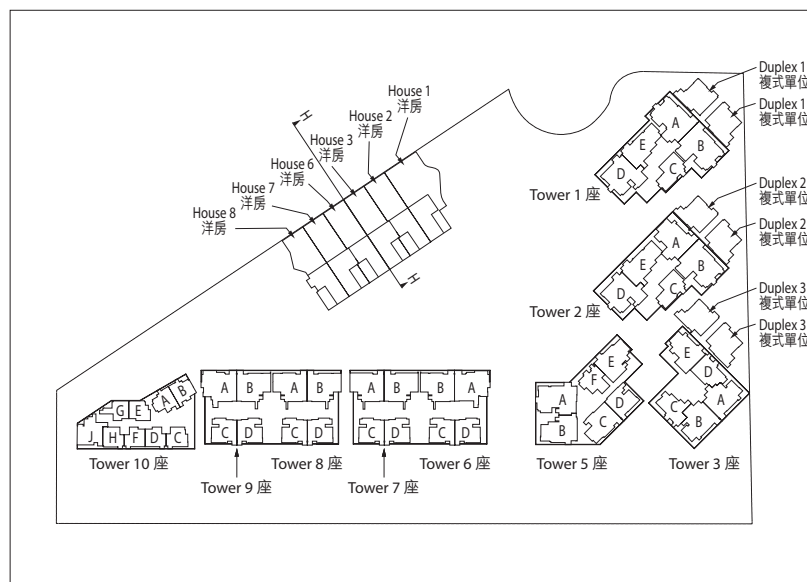 House 1
洋房
House 2
洋房
House 3
洋房
House 6
洋房
House 7
洋房
House 8
洋房
H
H
Duplex 1
複式單位
Duplex 1
複式單位
A
E
B
C
D
Tower 1 座
Duplex 2
複式單位
Duplex 2
複式單位
A
E
B
C
D
Tower 2 座
Duplex 3
複式單位
Duplex 3
複式單位
E
D
A
C
B
Tower 3 座
E
F
A
D
C
B
Tower 5 座
A B A B
C D C D
Tower 6 座
Tower 7 座
A B B A
C D C D
Tower 8 座
Tower 9 座
A B
G E
J H F D C
Tower 10 座